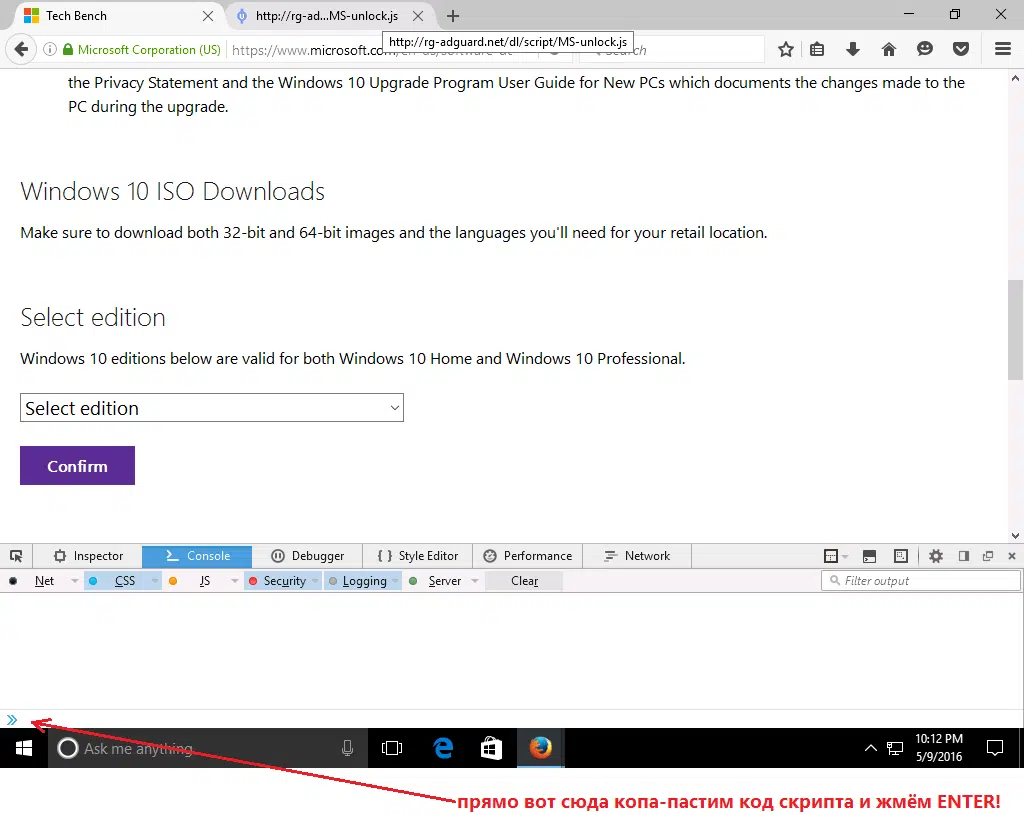 Tech Bench
http://rg-ad...MS-unlock.js
Microsoft Corporation (US)
https://www.microsoft.co
http://rg-adguard.net/dl/script/MS-unlock.js
the Privacy Statement and the Windows 10 Upgrade Program User Guide for New PCs which documents the changes made to the
PC during the upgrade.
Windows 10 ISO Downloads
Make sure to download both 32-bit and 64-bit images and the languages you'll need for your retail location.
Select edition
Windows 10 editions below are valid for both Windows 10 Home and Windows 10 Professional.
Select edition
Confirm
Inspector
Console
Debugger
Style Editor
Performance
Network
Net
CSS
JS
Security
Logging
Server
Clear
Filter output
Ask me anything
10:12 PM
5/9/2016
прямо вот сюда копа-пастим код скрипта и жмём ENTER!